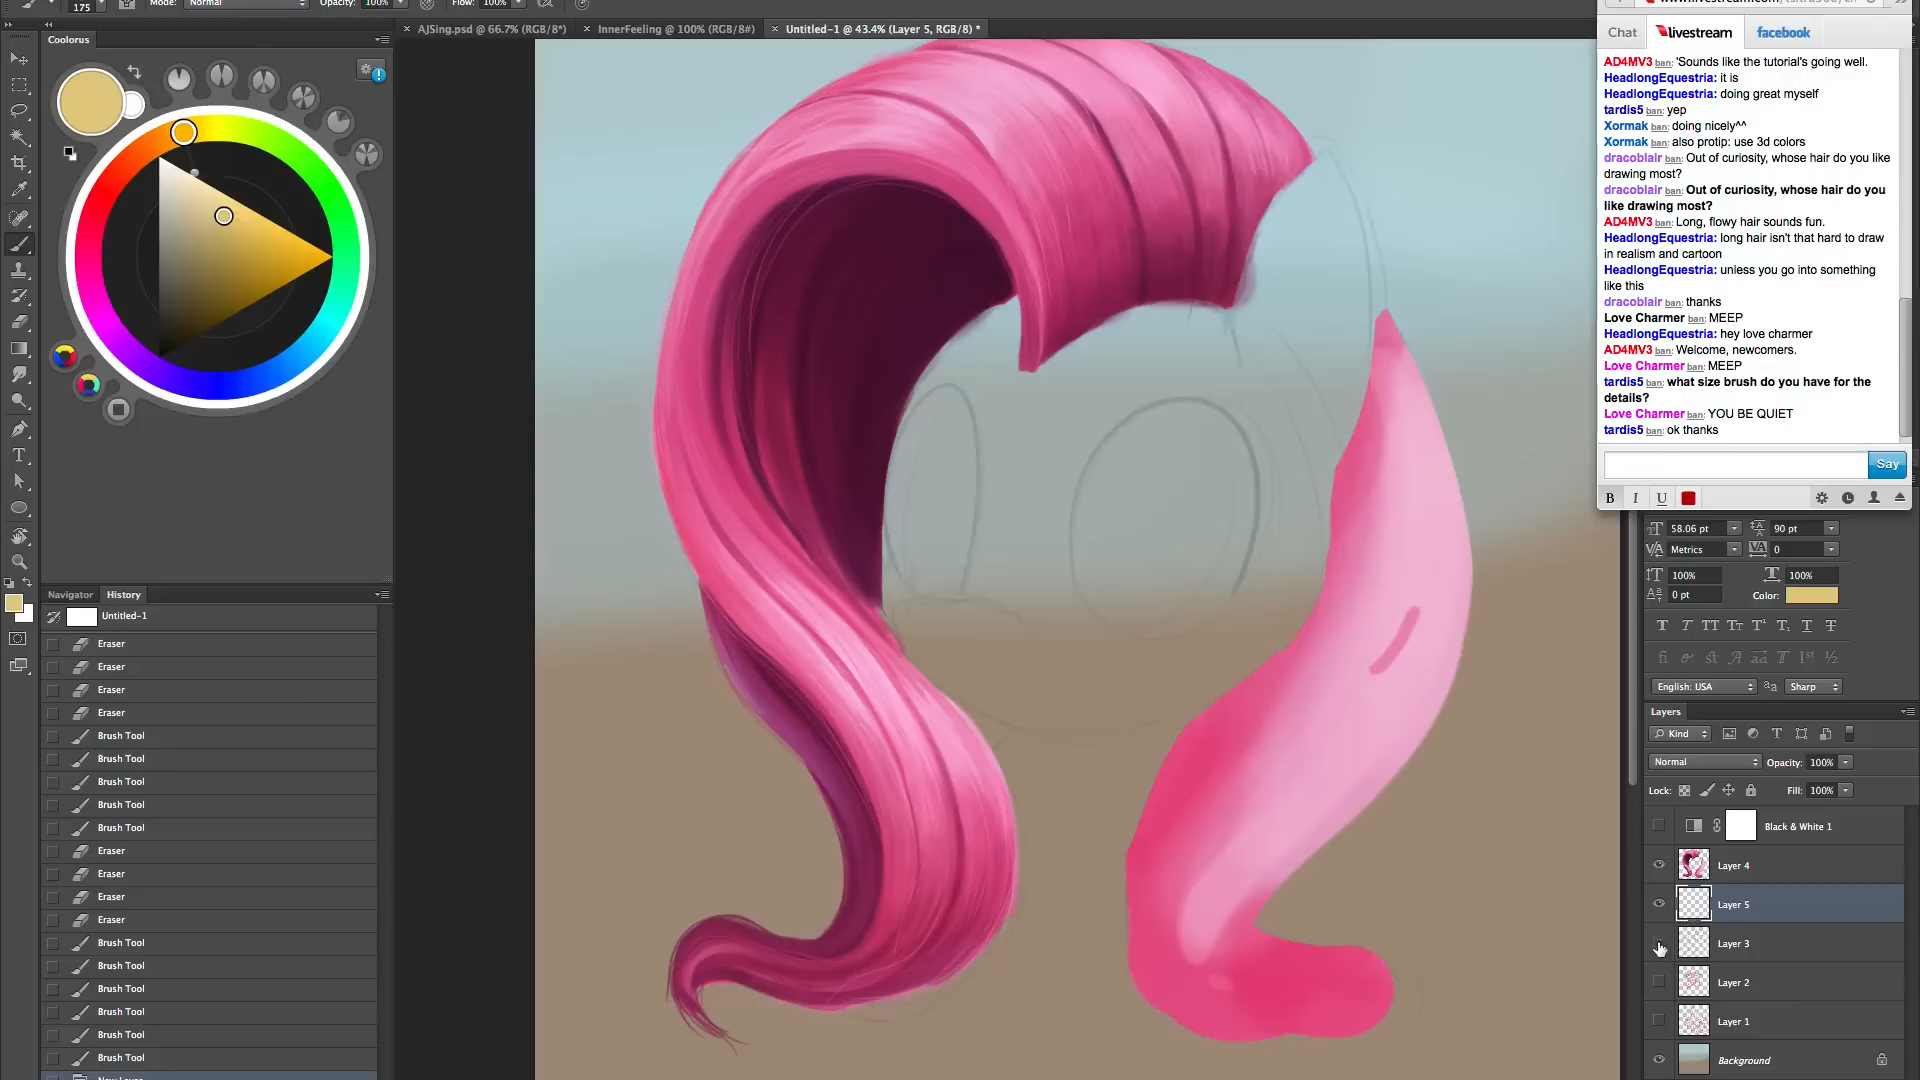 175
Mode:
Normal
Opacity:
100%
Flow:
100%
AJSing.psd @ 66.7% (RGB/8*)
InnerFeeling @ 100% (RGB/8#)
Untitled-1 @ 43.4% (Layer 5, RGB/8) *
Coolorus
Navigator
History
Untitled-1
Eraser
Eraser
Eraser
Eraser
Brush Tool
Brush Tool
Brush Tool
Brush Tool
Brush Tool
Eraser
Eraser
Eraser
Eraser
Brush Tool
Brush Tool
Brush Tool
Brush Tool
Brush Tool
Brush Tool
Chat
livestream
facebook
AD4MV3 ban: 'Sounds like the tutorial's going well.
HeadlongEquestria: it is
HeadlongEquestria: doing great myself
tardis5 ban: yep
Xormak ban: doing nicely^^
Xormak ban: also protip: use 3d colors
dracoblair ban: Out of curiosity, whose hair do you like
drawing most?
dracoblair ban: Out of curiosity, whose hair do you
like drawing most?
AD4MV3 ban: Long, flowy hair sounds fun.
HeadlongEquestria: long hair isn't that hard to draw
in realism and cartoon
HeadlongEquestria: unless you go into something
like this
dracoblair ban: thanks
Love Charmer ban: MEEP
HeadlongEquestria: hey love charmer
AD4MV3 ban: Welcome, newcomers.
Love Charmer ban: MEEP
tardis5 ban: what size brush do you have for the
details?
Love Charmer ban: YOU BE QUIET
tardis5 ban: ok thanks
Say
B I U
58.06 pt
90 pt
Metrics
0
100%
100%
0 pt
Color:
English: USA
Sharp
Layers
Kind
Normal
Opacity: 100%
Lock:
Fill: 100%
Black & White 1
Layer 4
Layer 5
Layer 3
Layer 2
Layer 1
Background